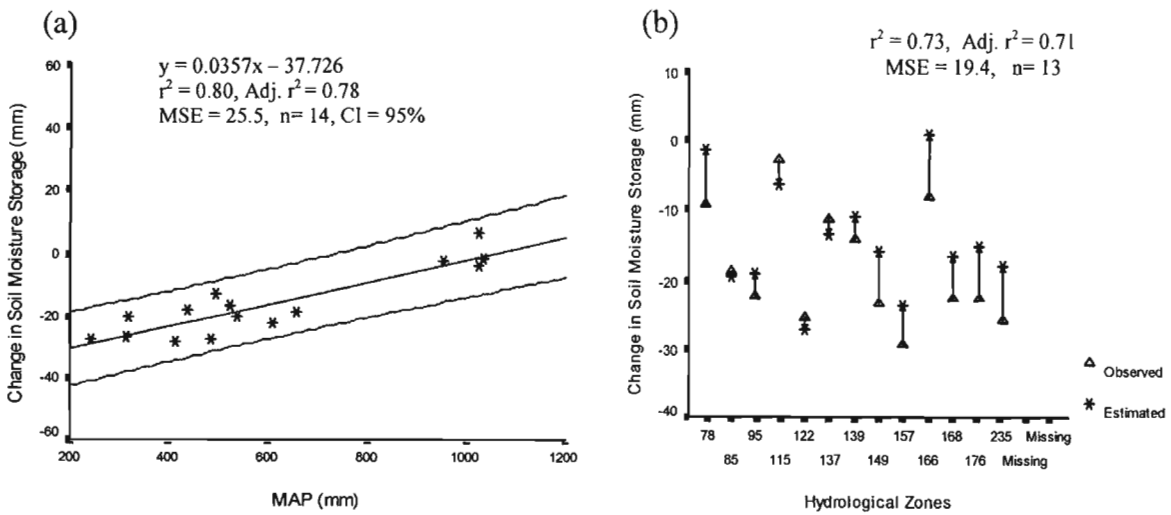 (a)
y = 0.0357x – 37.726
r² = 0.80, Adj. r² = 0.78
MSE = 25.5, n= 14, CI = 95%
Change in Soil Moisture Storage (mm)
60
40
20
0
-20
-40
-60
200 400 600 800 1000 1200
MAP (mm)
(b)
r² = 0.73, Adj. r² = 0.71
MSE = 19.4, n= 13
Change in Soil Moisture Storage (mm)
10
0
-10
-20
-30
-40
Observed
Estimated
78 95 122 139 157 168 235 Missing
85 115 137 149 166 176 Missing
Hydrological Zones